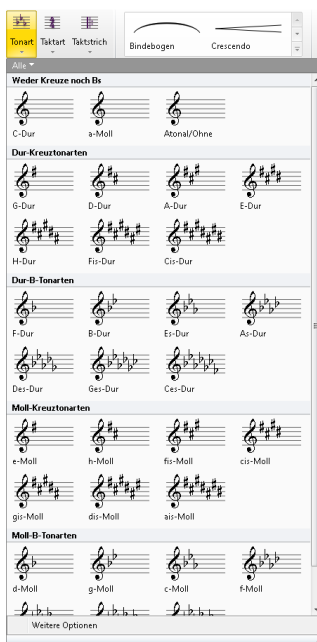 Tonart Taktart Taktstrich
Bindebogen Crescendo
Alle
Weder Kreuze noch Bs
C-Dur a-Moll Atonal/Ohne
Dur-Kreuztonarten
G-Dur D-Dur A-Dur E-Dur
H-Dur Fis-Dur Cis-Dur
Dur-B-Tonarten
F-Dur B-Dur Es-Dur As-Dur
Des-Dur Ges-Dur Ces-Dur
Moll-Kreuztonarten
e-Moll h-Moll fis-Moll cis-Moll
gis-Moll dis-Moll ais-Moll
Moll-B-Tonarten
d-Moll g-Moll c-Moll f-Moll
Weitere Optionen